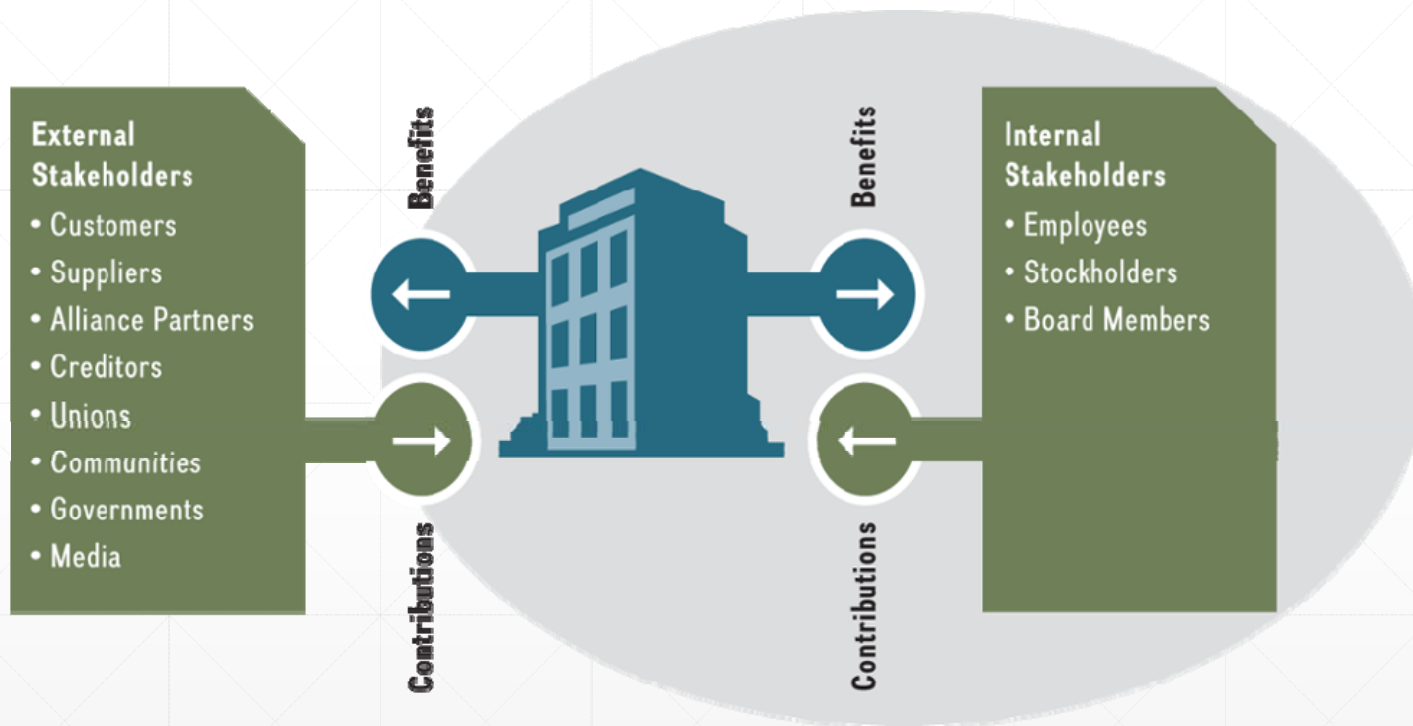 External
Stakeholders
• Customers
• Suppliers
• Alliance Partners
• Creditors
• Unions
• Communities
• Governments
• Media
Benefits
Contributions
Benefits
Contributions
Internal
Stakeholders
• Employees
• Stockholders
• Board Members